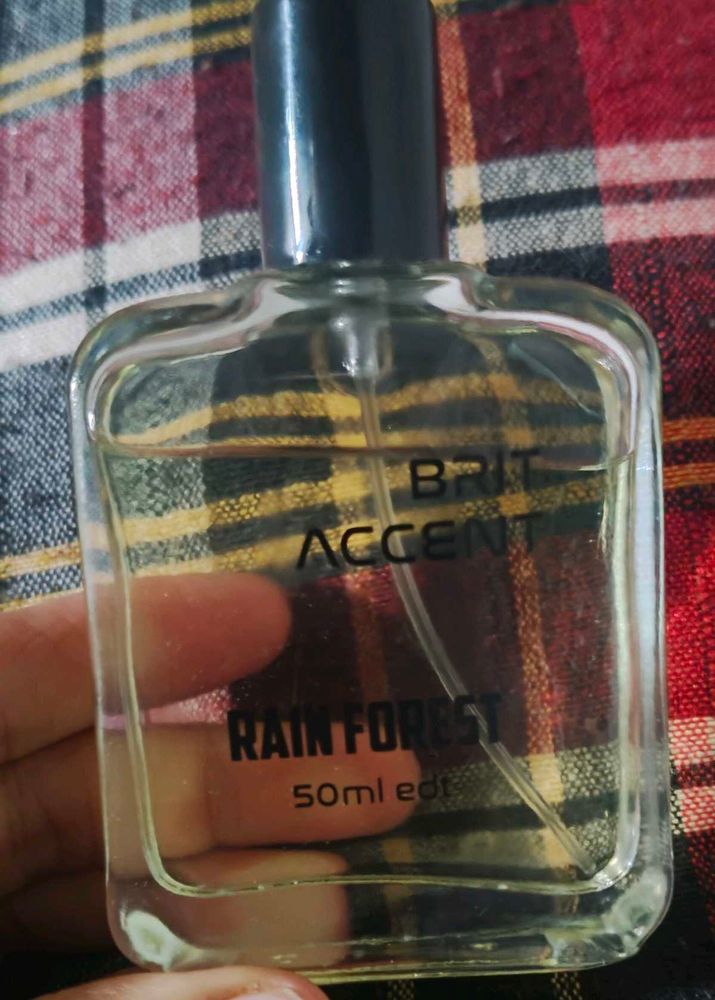 BRIT
ACCENT
RAIN FOREST
50ml edt